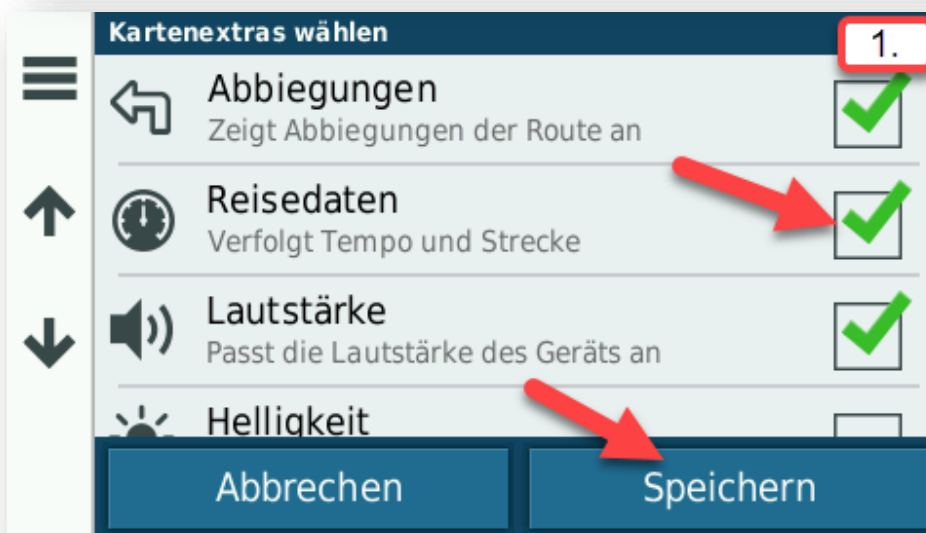 Kartenextras wählen
1.
Abbiegungen
Zeigt Abbiegungen der Route an
Reisedaten
Verfolgt Tempo und Strecke
Lautstärke
Passt die Lautstärke des Geräts an
Helligkeit
Abbrechen
Speichern